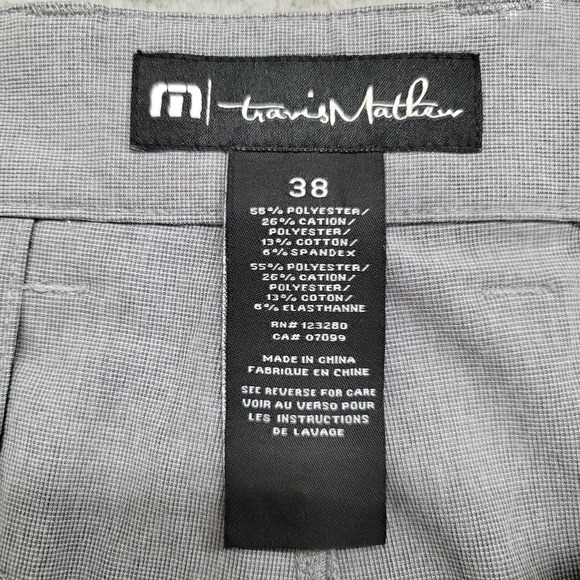 travisMathew
38
55% POLYESTER/
26% CATION/
POLYESTER/
13% COTTON/
6% SPANDEX
55% POLYESTER/
26% CATION/
POLYESTER/
13% COTON/
6% ELASTHANNE
RN# 123280
CA# 07099
MADE IN CHINA
FABRIQUE EN CHINE
SEE REVERSE FOR CARE
VOIR AU VERSO POUR
LES INSTRUCTIONS
DE LAVAGE